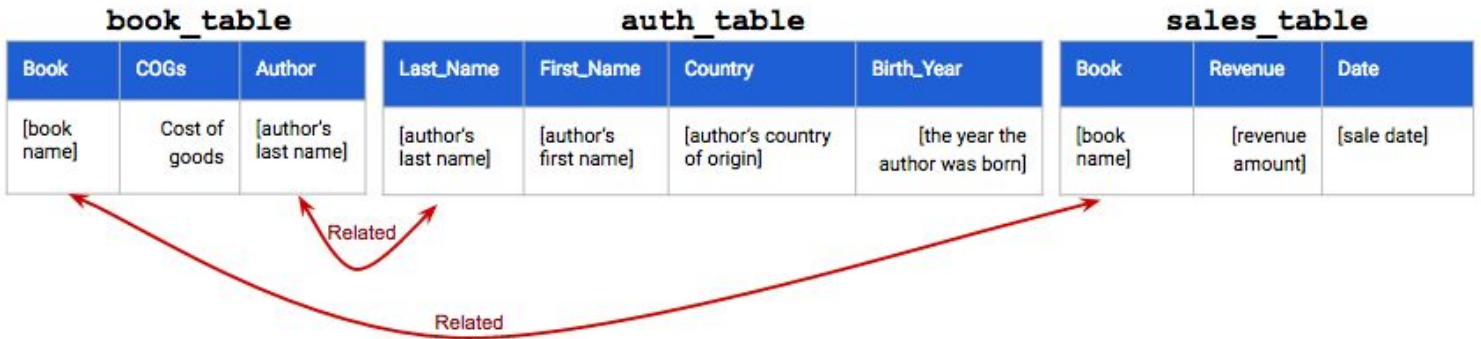 book_table auth_table sales_table
Book COGs Author Last_Name First_Name Country Birth_Year Book Revenue Date
[book Cost of [author's [author's [author's [author's country [the year the [book [revenue [sale date]
name] goods last name] last name] first name] of origin] author was born] name] amount]
Related
Related